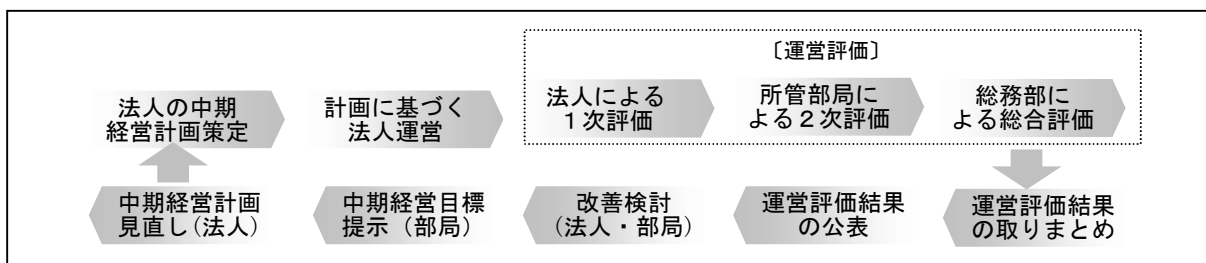 〔運営評価〕
法人の中期
経営計画策定
計画に基づく
法人運営
法人による
１次評価
所管部局に
よる２次評価
総務部に
よる総合評価
中期経営計画
見直し(法人)
中期経営目標
提示（部局）
改善検討
(法人・部局)
運営評価結果
の公表
運営評価結果
の取りまとめ